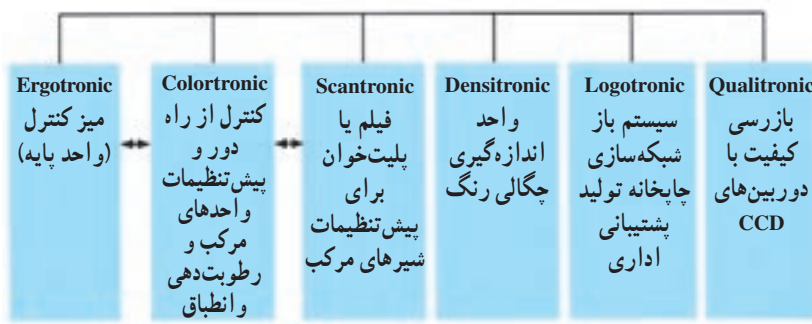 Ergotronic
میز کنترل
(واحد پایه)
Colortronic
کنترل از راه
دور و
پیش‌تنظیمات
واحدهای
مرکب و
رطوبت‌دهی
وانطباق
Scantronic
فیلم یا
پلیت‌خوان
برای
پیش‌تنظیمات
شیرهای مرکب
Densitronic
واحد
اندازه‌گیری
چگالی رنگ
Logotronic
سیستم باز
شبکه‌سازی
چاپخانه تولید
پشتیبانی
اداری
Qualitronic
بازرسی
کیفیت با
دوربین‌های
CCD